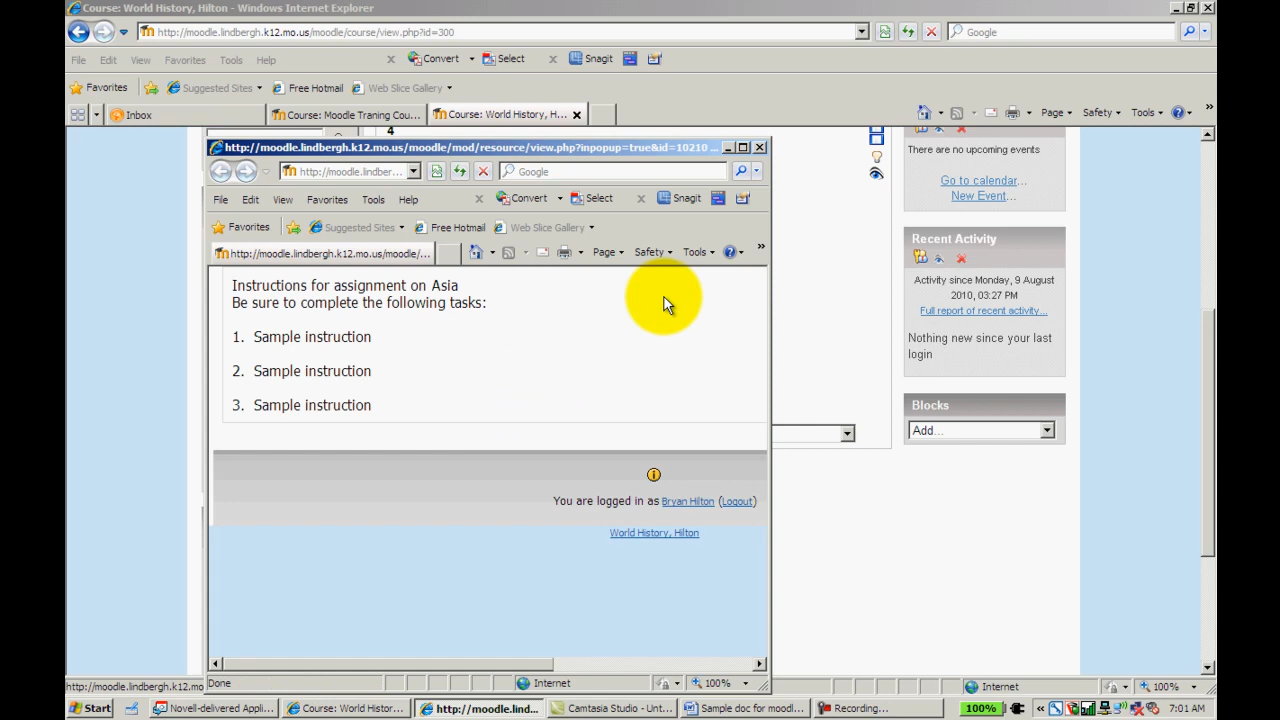 Course: World History, Hilton - Windows Internet Explorer
http://moodle.lindbergh.k12.mo.us/moodle/course/view.php?id=300
Google
File Edit View Favorites Tools Help
x Convert Select x Snagit
Favorites Suggested Sites Free Hotmail Web Slice Gallery
Inbox
Course: Moodle Traning Cou...
Course: World History, H... x
Page Safety Tools »
4
http://moodle.lindbergh.k12.mo.us/moodle/mod/resource/view.php?inpopup=true&id=10210 ...
http://moodle.lindber...
Google
File Edit View Favorites Tools Help
x Convert Select x Snagit
Favorites Suggested Sites Free Hotmail Web Slice Gallery
http://moodle.lindbergh.k12.mo.us/moodle/...
Page Safety Tools »
Instructions for assignment on Asia
Be sure to complete the following tasks:
1. Sample instruction
2. Sample instruction
3. Sample instruction
You are logged in as Bryan Hilton (Logout)
World History, Hilton
Done Internet 100%
There are no upcoming events
Go to calendar...
New Event...
Recent Activity
Activity since Monday, 9 August
2010, 03:27 PM
Full report of recent activity...
Nothing new since your last
login
Blocks
Add...
http://moodle.lindbergh.k12.mo
Internet 100%
Start
Novell-delivered Appli...
Course: World Histor...
http://moodle.lind...
Camtasia Studio - Unt...
Sample doc for moodl...
Recording...
100%
«
7:01 AM